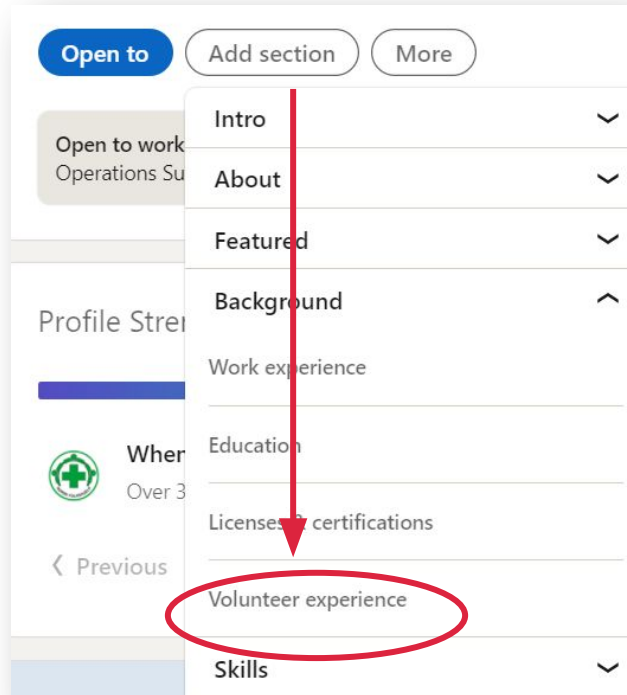 Open to
Add section
More
Intro
Open to work
Operations Su
About
Featured
Background
Profile Stre
Work experience
Education
When
Over 3
Licenses & certifications
Previous
Volunteer experience
Skills